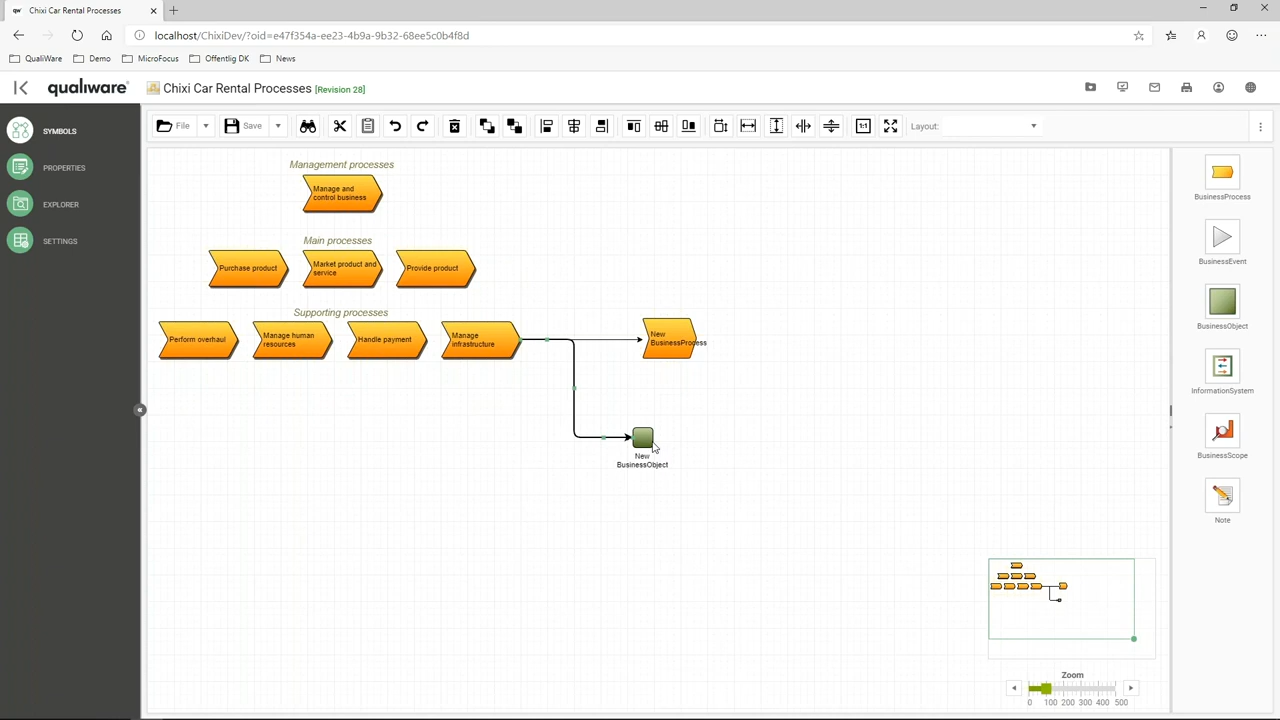 Chixi Car Rental Processes
localhost/ChixiDev/?oid=e47f354a-ee23-4b9a-9b32-68ee5c0b4f8d
QualiWare
Demo
MicroFocus
Offentlig DK
News
qualiware
Chixi Car Rental Processes [Revision 28]
SYMBOLS
PROPERTIES
EXPLORER
SETTINGS
File
Save
1:1
Layout:
Management processes
Manage and
control business
Main processes
Purchase product
Market product and
service
Provide product
Supporting processes
Perform overhaul
Manage human
resources
Handle payment
Manage
infrastructure
New
BusinessProcess
New
BusinessObject
BusinessProcess
BusinessEvent
BusinessObject
InformationSystem
BusinessScope
Note
Zoom
0 100 200 300 400 500